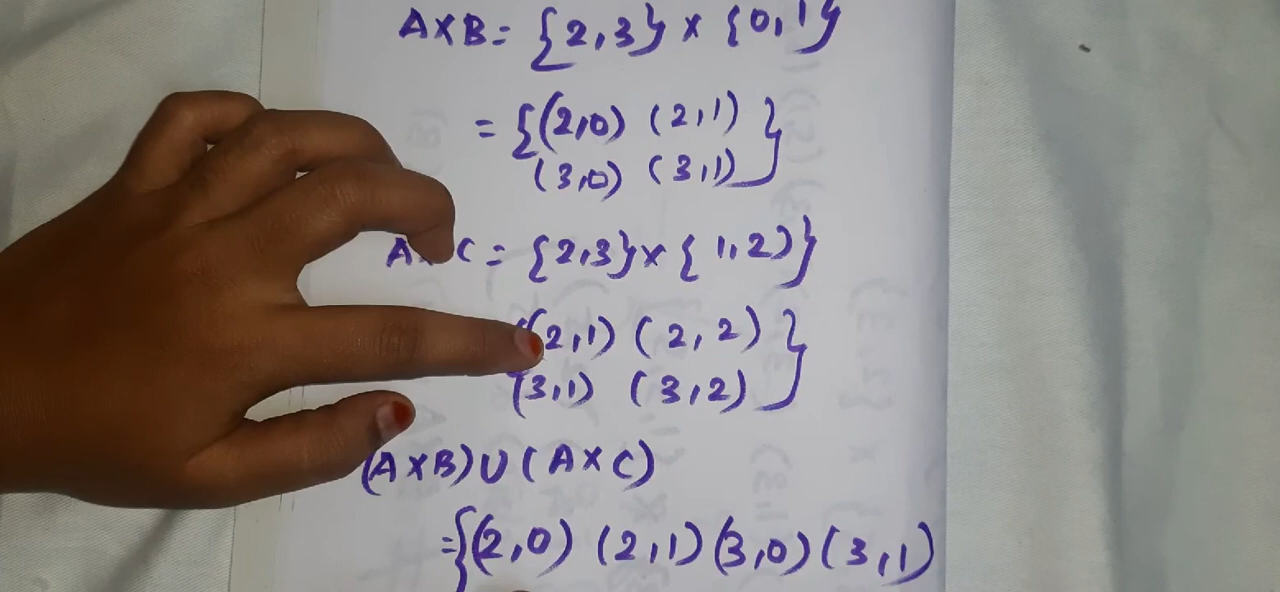 A×B = {2,3} × {0,1}
= {(2,0) (2,1)
(3,0) (3,1)}
C = {2,3} × { 1,2)}
(2,1) (2, 2)
(3,1) (3,2)}
(A×B)∪(A×C)
={(2,0) (2,1) (3,0) (3,1)